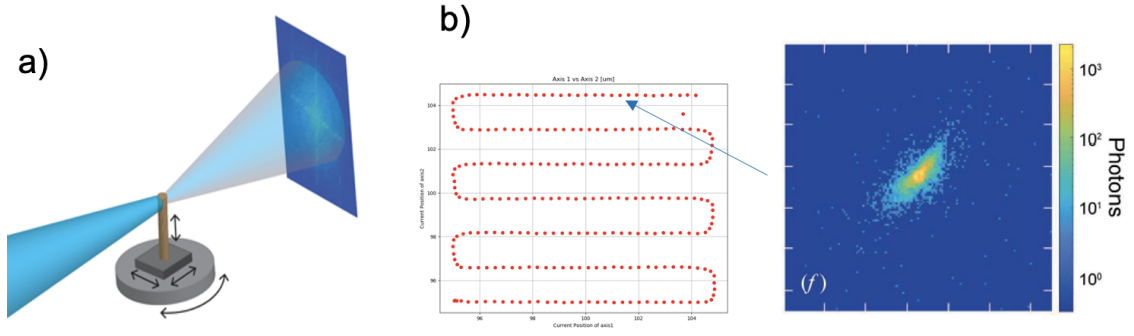 a)
b)
Axis 1 vs Axis 2 [um]
Current Position of axis2
104
102
100
98
96
96
98
100
102
104
Current Position of axis1
(f)
10³
10²
10¹
10⁰
Photons